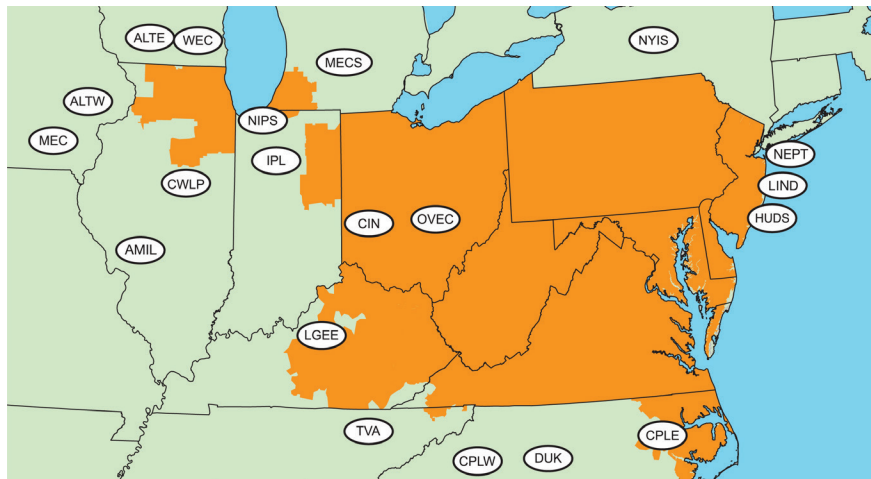 ALTE
WEC
NYIS
MECS
ALTW
NIPS
MEC
IPL
NEPT
CWLP
LIND
CIN
OVEC
HUDS
AMIL
LGEE
TVA
CPLE
CPLW
DUK